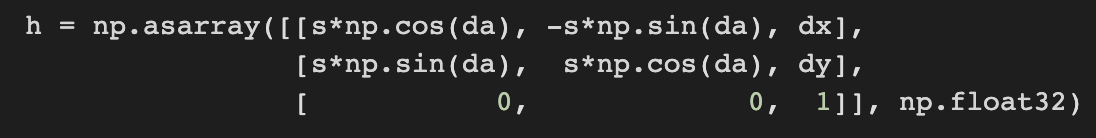 h = np.asarray([[s*np.cos(da), -s*np.sin(da), dx],
                [s*np.sin(da),  s*np.cos(da), dy],
                [           0,             0,  1]], np.float32)